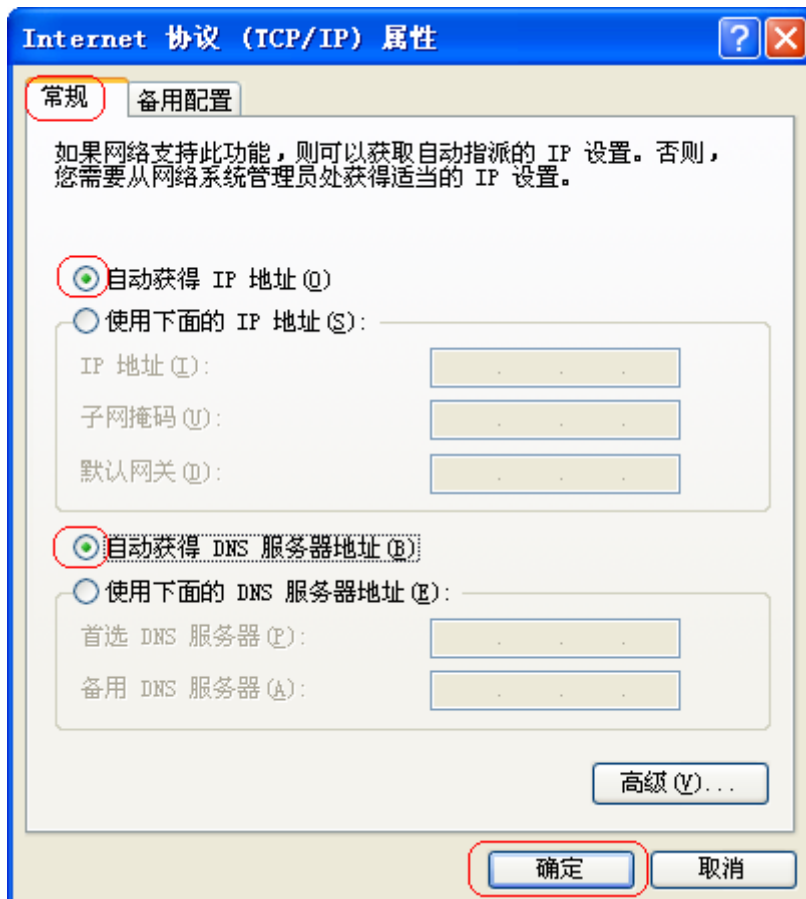 Internet 协议 (TCP/IP) 属性
常规
备用配置
如果网络支持此功能，则可以获取自动指派的 IP 设置。否则，
您需要从网络系统管理员处获得适当的 IP 设置。
自动获得 IP 地址(O)
使用下面的 IP 地址(S):
IP 地址(I):
子网掩码(U):
默认网关(D):
自动获得 DNS 服务器地址(B)
使用下面的 DNS 服务器地址(E):
首选 DNS 服务器(P):
备用 DNS 服务器(A):
高级(V)...
确定
取消